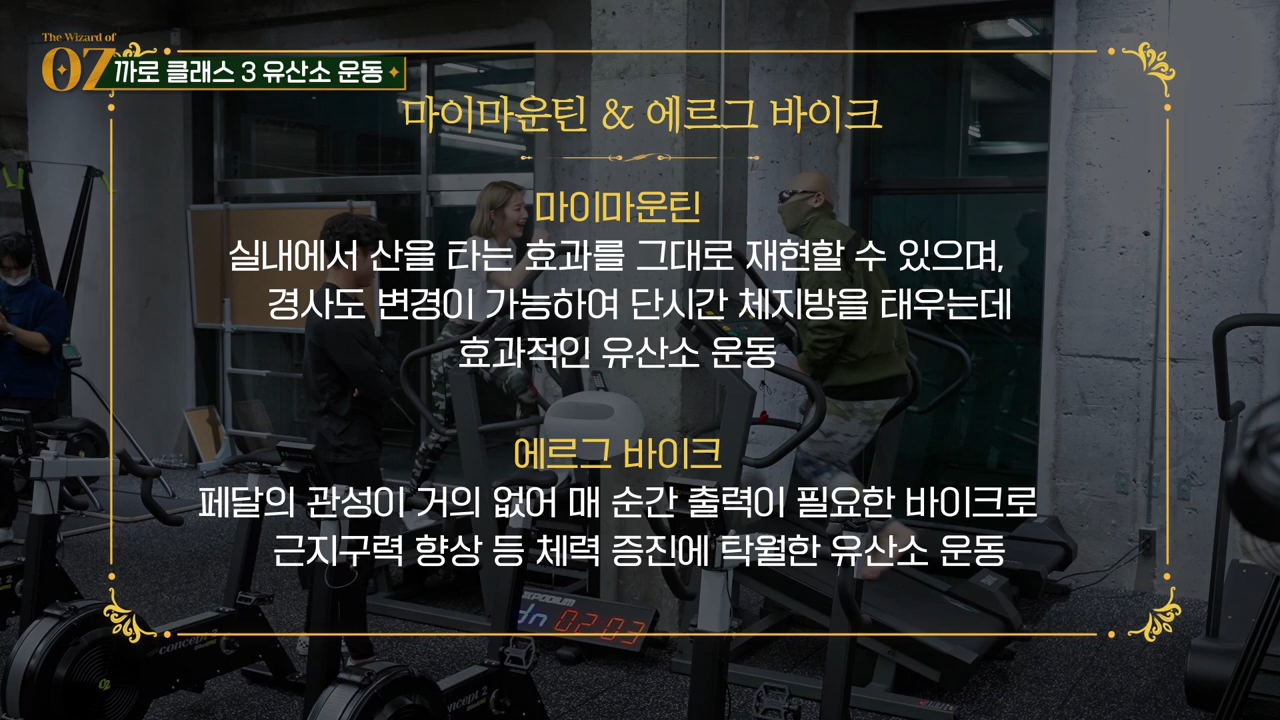 The Wizard of
OZ
까로 클래스 3 유산소 운동
마이마운틴 & 에르그 바이크
마이마운틴
실내에서 산을 타는 효과를 그대로 재현할 수 있으며,
경사도 변경이 가능하여 단시간 체지방을 태우는데
효과적인 유산소 운동
에르그 바이크
페달의 관성이 거의 없어 매 순간 출력이 필요한 바이크로
근지구력 향상 등 체력 증진에 탁월한 유산소 운동
dn 02:03
concept 2
concept 2